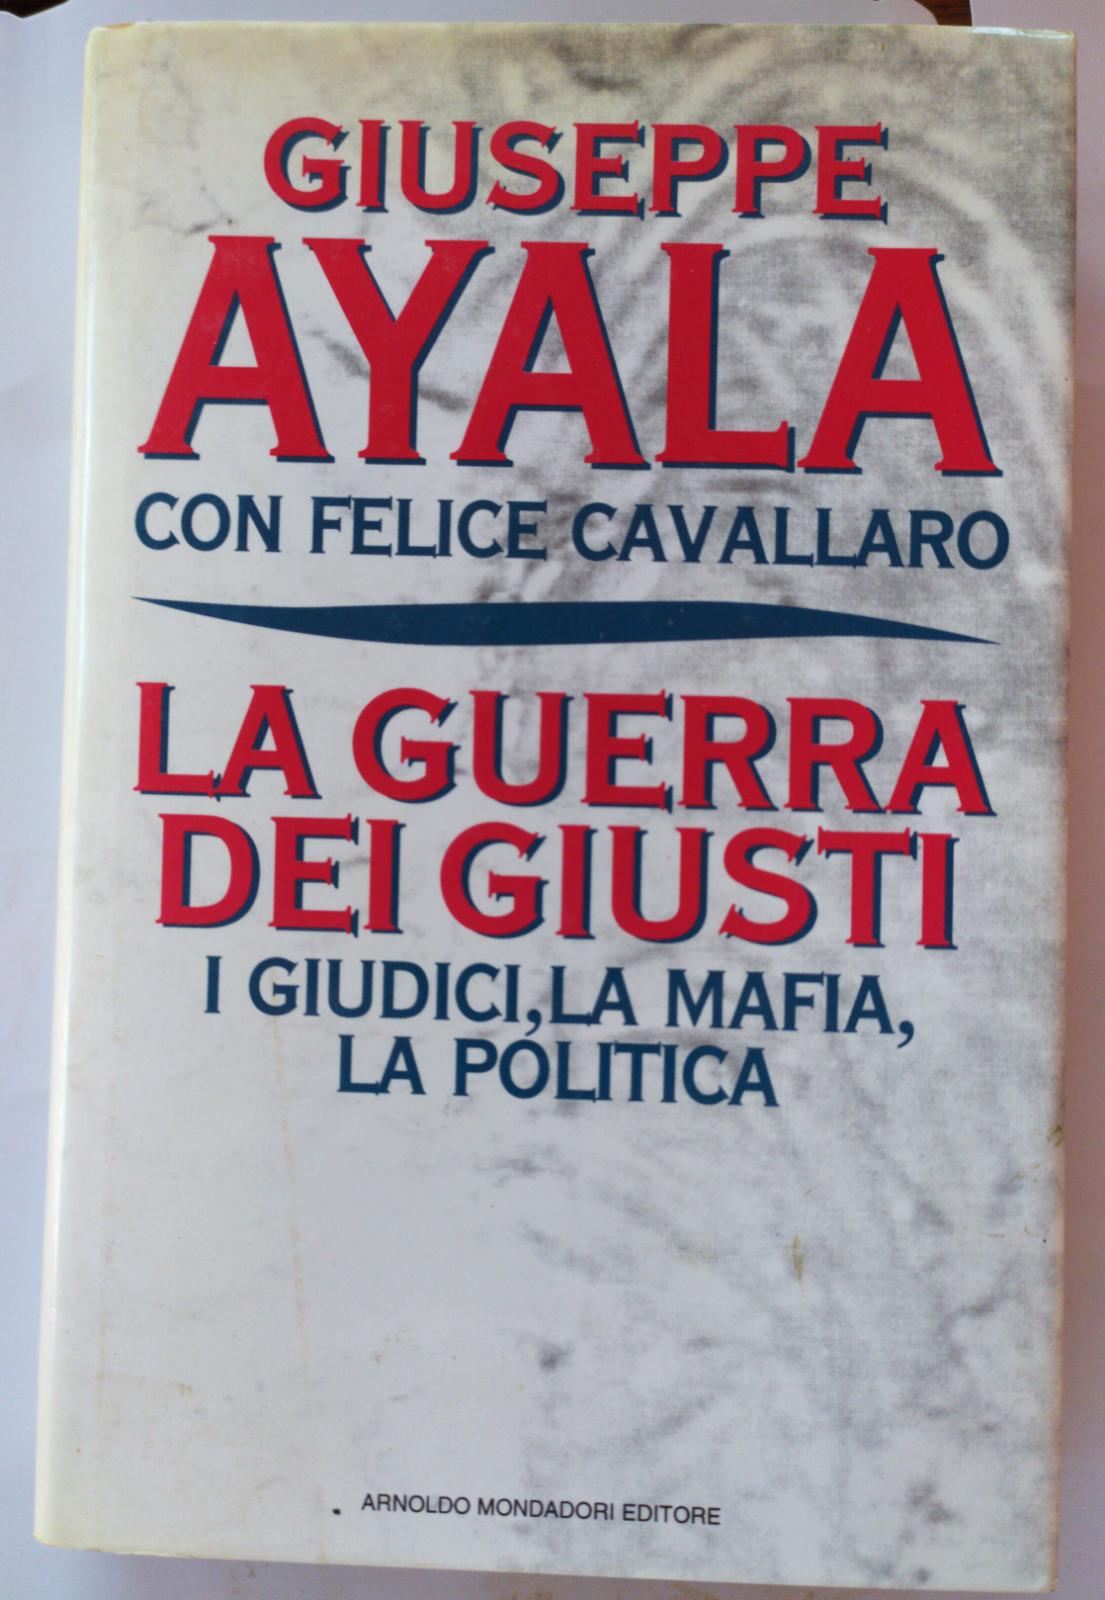 GIUSEPPE
AYALA
CON FELICE CAVALLARO
LA GUERRA
DEI GIUSTI
I GIUDICI, LA MAFIA,
LA POLITICA
ARNOLDO MONDADORI EDITORE